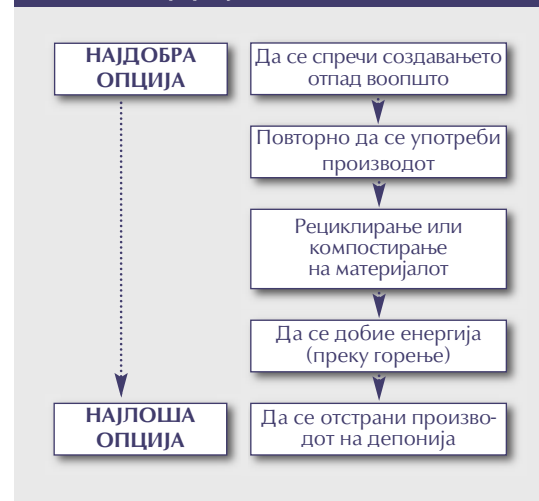 НАЈДОБРА
ОПЦИЈА
Да се спречи создавањето
отпад воопшто
Повторно да се употреби
производот
Рециклирање или
компостирање
на материјалот
Да се добие енергија
(преку горење)
НАЈЛОША
ОПЦИЈА
Да се отстрани произво-
дот на депонија